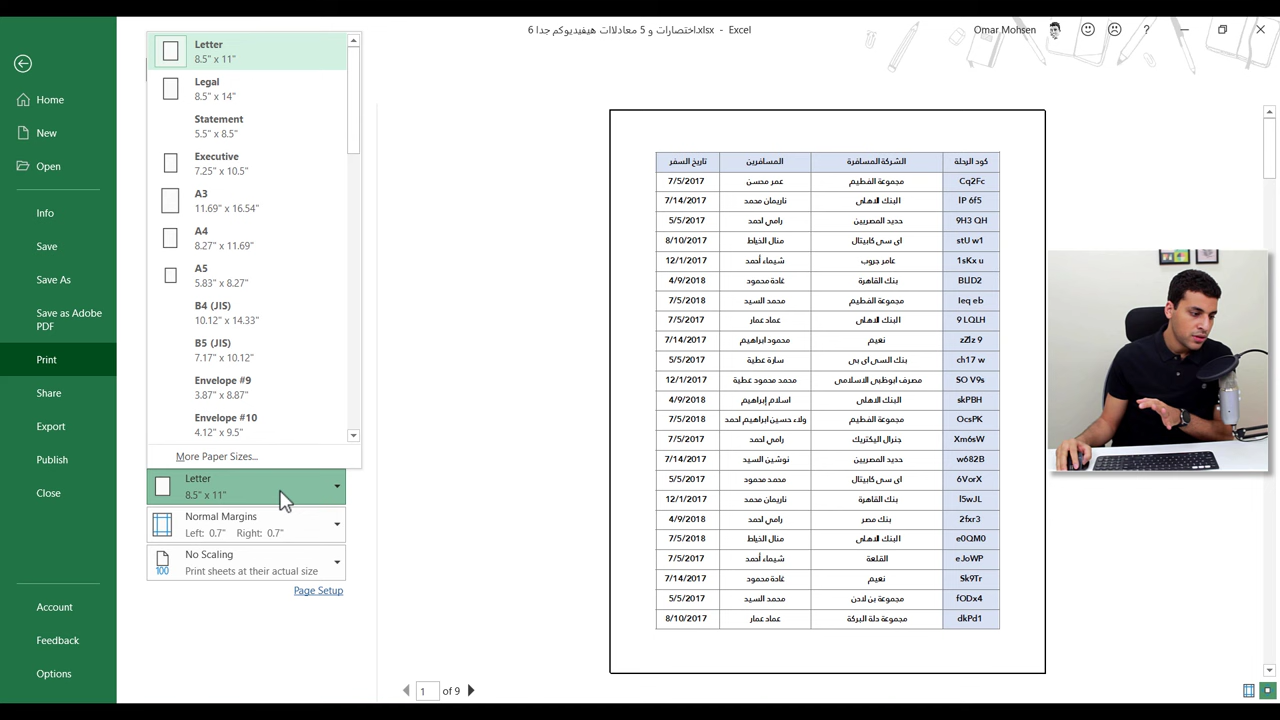 اختصارات و 5 معادلات هيفيديوكم جدا 6.xlsx - Excel
Omar Mohsen
?
Home
New
Open
Info
Save
Save As
Save as Adobe PDF
Print
Share
Export
Publish
Close
Account
Feedback
Options
Letter
8.5" x 11"
Legal
8.5" x 14"
Statement
5.5" x 8.5"
Executive
7.25" x 10.5"
A3
11.69" x 16.54"
A4
8.27" x 11.69"
A5
5.83" x 8.27"
B4 (JIS)
10.12" x 14.33"
B5 (JIS)
7.17" x 10.12"
Envelope #9
3.87" x 8.87"
Envelope #10
4.12" x 9.5"
More Paper Sizes...
Letter
8.5" x 11"
Normal Margins
Left: 0.7" Right: 0.7"
No Scaling
100 Print sheets at their actual size
Page Setup
كود الرحلة الشركة المسافرة المسافرين تاريخ السفر
Cq2Fc مجموعة الفطيم عمر محسن 7/5/2017
lP 6f5 البنك الاهلى ناريمان محمد 7/14/2017
9H3 QH حديد المصريين رامي احمد 5/5/2017
stU w1 اى سى كابيتال منال الخياط 8/10/2017
1sKx u عامر جروب شيماء أحمد 12/1/2017
BLlD2 بنك القاهرة غادة محمود 4/9/2018
leq eb مجموعة الفطيم محمد السيد 7/5/2018
9 LQLH البنك الاهلى عماد عمار 7/5/2017
zZlz 9 نعيم محمود ابراهيم 7/14/2017
ch17 w بنك السى اى بى سارة عطية 5/5/2017
SO V9s مصرف ابوظبى الاسلامى محمد محمود عطية 12/1/2017
skPBH البنك الاهلى اسلام إبراهيم 4/9/2018
OcsPK مجموعة الفطيم ولاء حسين ابراهيم احمد 7/5/2018
Xm6sW جنرال اليكتريك رامي احمد 7/5/2017
w682B حديد المصريين نوشين السيد 7/14/2017
6VorX اى سى كابيتال محمد محمود 5/5/2017
l5wJL بنك القاهرة ناريمان محمد 12/1/2017
2fxr3 بنك مصر رامي احمد 4/9/2018
e0QM0 البنك الاهلى منال الخياط 7/5/2018
eJoWP القلعة شيماء أحمد 7/5/2017
Sk9Tr نعيم غادة محمود 7/14/2017
fODx4 مجموعة بن لادن محمد السيد 5/5/2017
dkPd1 مجموعة دلة البركة عماد عمار 8/10/2017
1 of 9